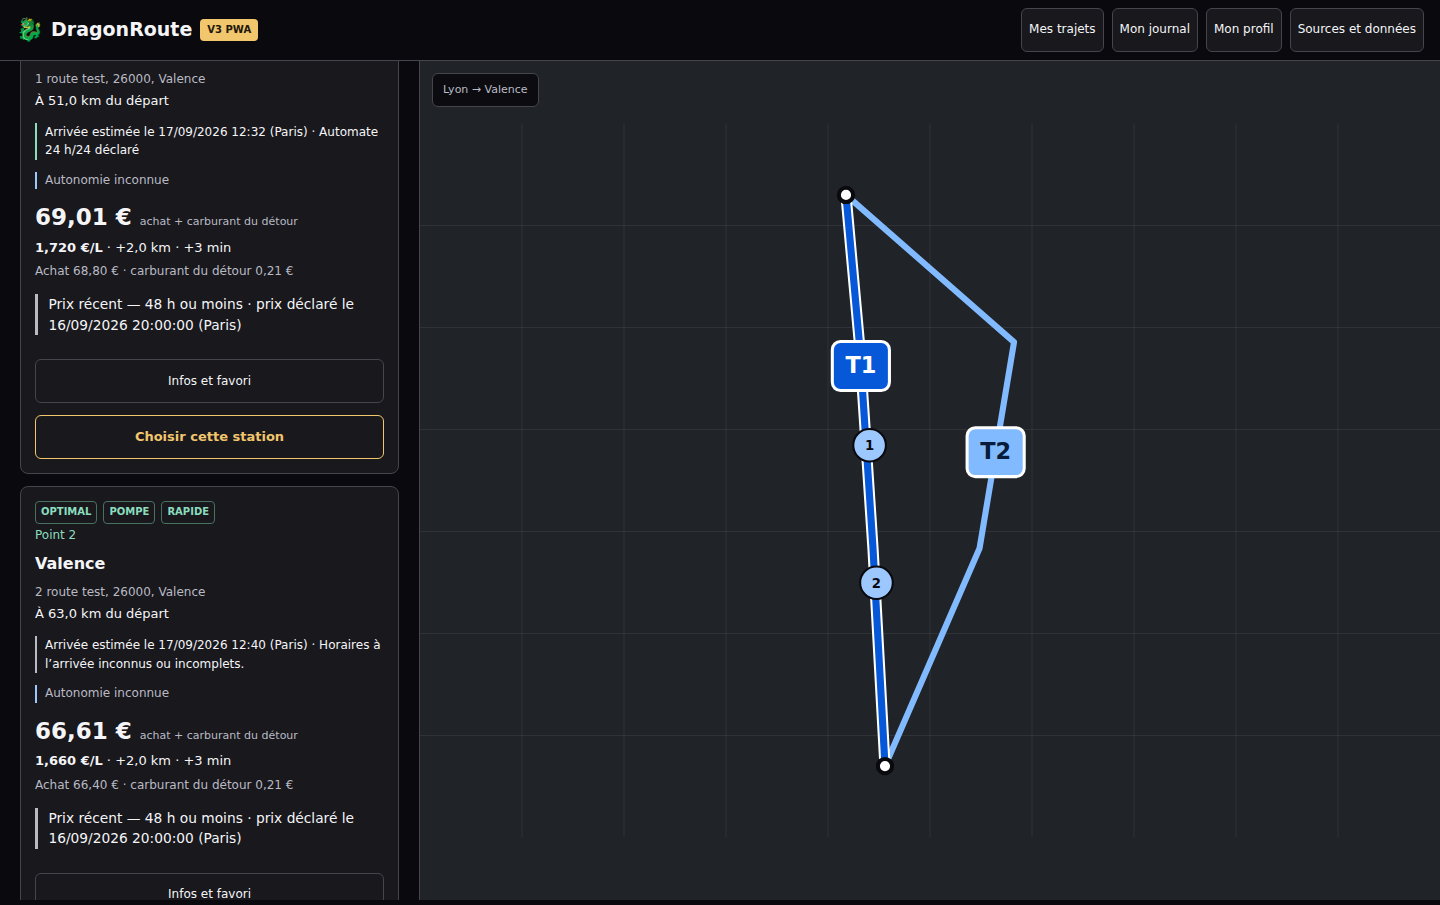 DragonRoute V3 PWA
Mes trajets
Mon journal
Mon profil
Sources et données
1 route test, 26000, Valence
À 51,0 km du départ
Arrivée estimée le 17/09/2026 12:32 (Paris) · Automate
24 h/24 déclaré
Autonomie inconnue
69,01 € achat + carburant du détour
1,720 €/L · +2,0 km · +3 min
Achat 68,80 € · carburant du détour 0,21 €
Prix récent — 48 h ou moins · prix déclaré le
16/09/2026 20:00:00 (Paris)
Infos et favori
Choisir cette station
OPTIMAL POMPE RAPIDE
Point 2
Valence
2 route test, 26000, Valence
À 63,0 km du départ
Arrivée estimée le 17/09/2026 12:40 (Paris) · Horaires à
l’arrivée inconnus ou incomplets.
Autonomie inconnue
66,61 € achat + carburant du détour
1,660 €/L · +2,0 km · +3 min
Achat 66,40 € · carburant du détour 0,21 €
Prix récent — 48 h ou moins · prix déclaré le
16/09/2026 20:00:00 (Paris)
Infos et favori
Lyon → Valence
T1
1
T2
2